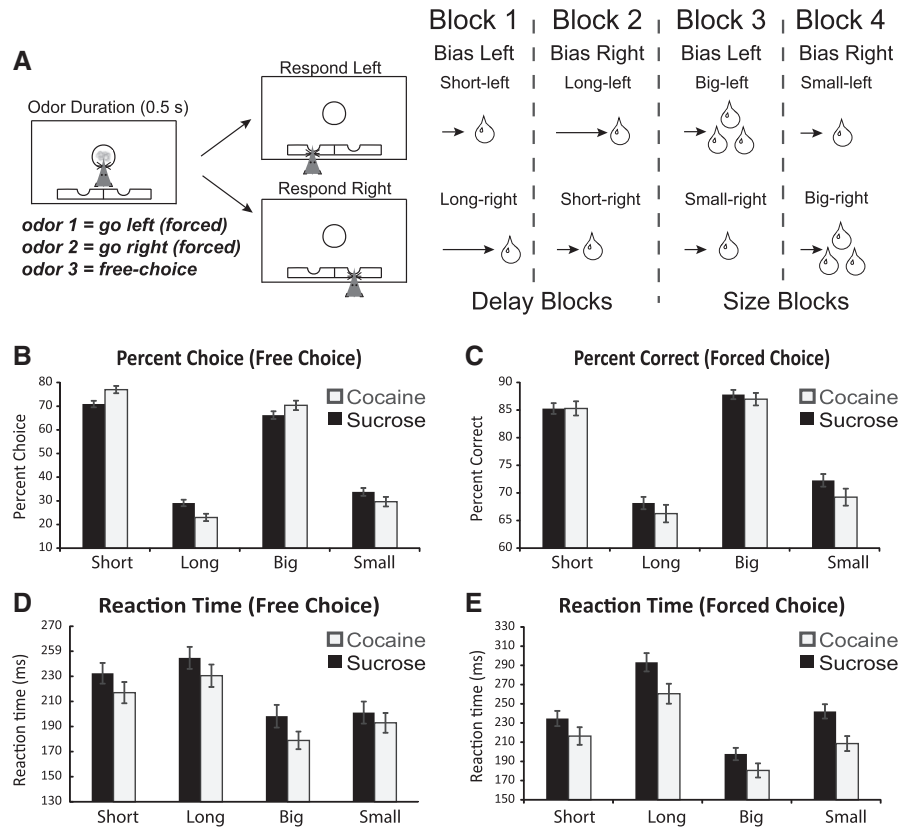 A
Odor Duration (0.5 s)
odor 1 = go left (forced)
odor 2 = go right (forced)
odor 3 = free-choice
Respond Left
Respond Right
Block 1
Bias Left
Short-left
Long-right
Block 2
Bias Right
Long-left
Short-right
Delay Blocks
Block 3
Bias Left
Big-left
Small-right
Block 4
Bias Right
Small-left
Big-right
Size Blocks
B
Percent Choice (Free Choice)
Cocaine
Sucrose
Percent Choice
80
70
60
50
40
30
20
10
Short Long Big Small
C
Percent Correct (Forced Choice)
Cocaine
Sucrose
Percent Correct
90
85
80
75
70
65
60
Short Long Big Small
D
Reaction Time (Free Choice)
Cocaine
Sucrose
Reaction time (ms)
270
259
230
210
190
170
150
130
Short Long Big Small
E
Reaction Time (Forced Choice)
Cocaine
Sucrose
Reaction time (ms)
330
310
290
270
250
230
210
190
170
150
Short Long Big Small